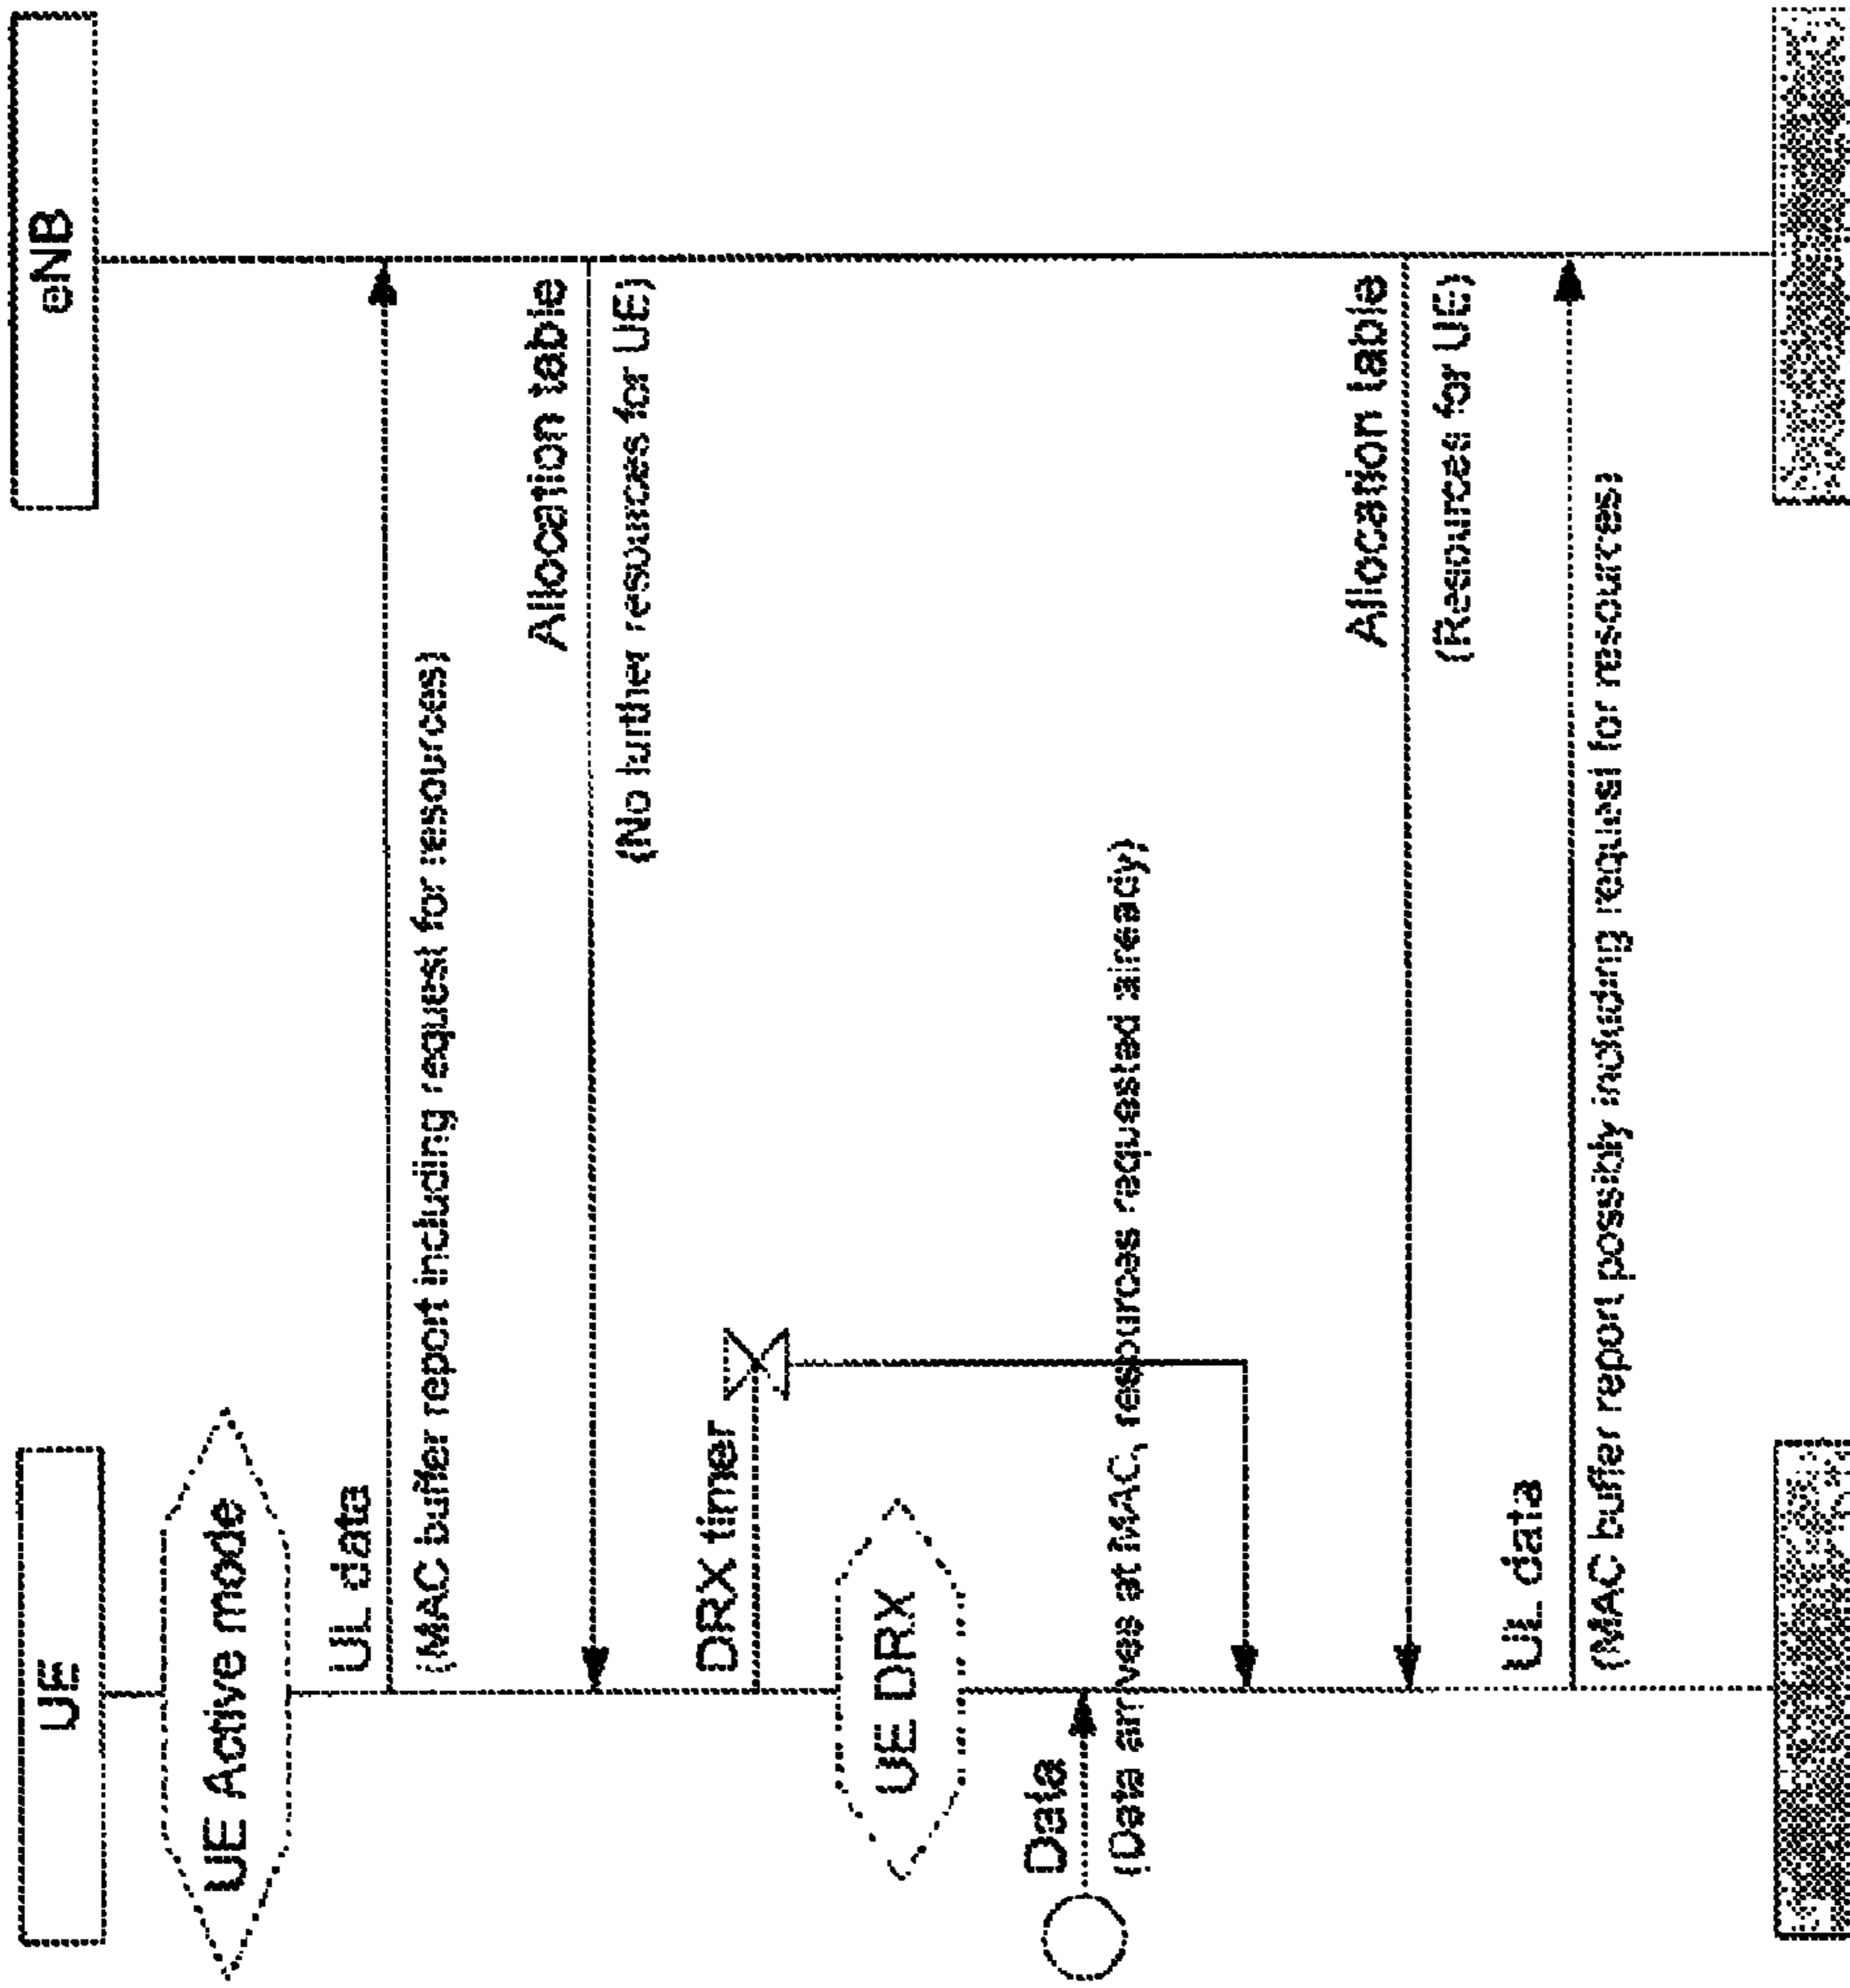 UE
eNB
UE Active mode
UL data
(MAC buffer report including request for resources)
Allocation table
(No further resources for UE)
DRX timer
UE DRX
Data
(Data arrives at MAC, resources requested already)
Allocation table
(Resources for UE)
UL data
(MAC buffer report possibly including request for resources)